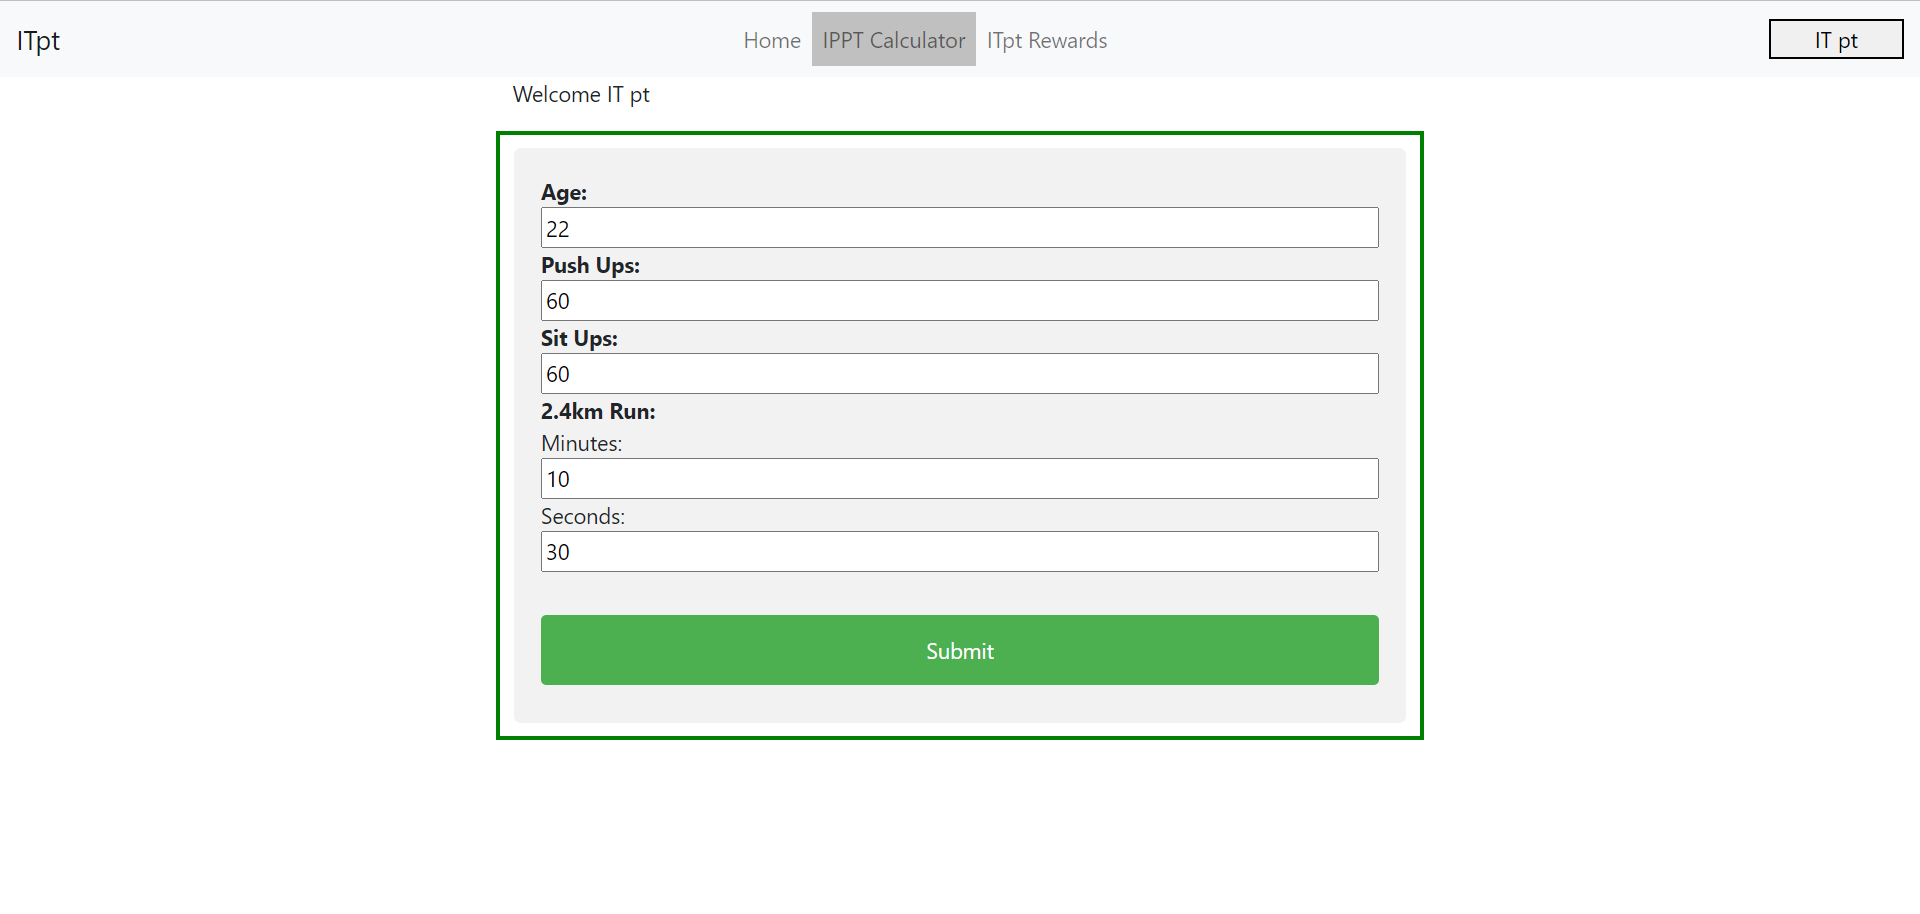 ITpt
Home IPPT Calculator ITpt Rewards
IT pt
Welcome IT pt
Age:
22
Push Ups:
60
Sit Ups:
60
2.4km Run:
Minutes:
10
Seconds:
30
Submit